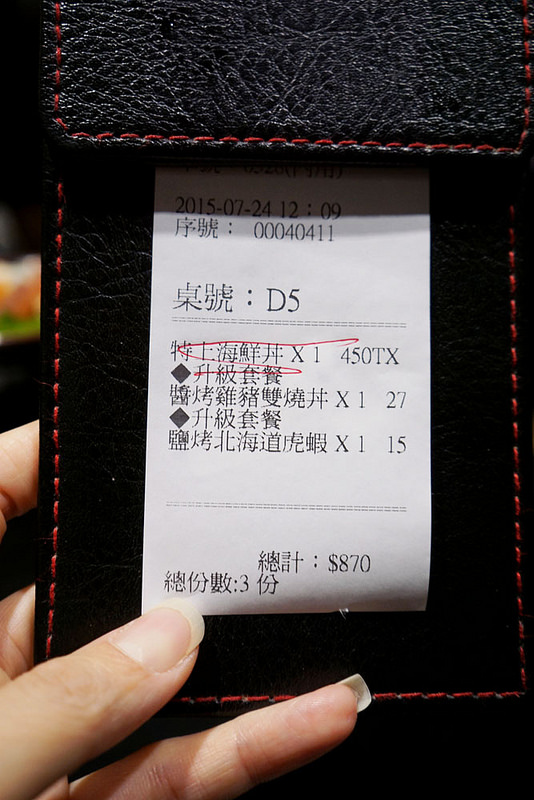 2015-07-24 12：09
序號： 00040411
桌號：D5
特上海鮮丼 X 1 450TX
◆升級套餐
醬烤雞豬雙燒丼 X 1 27
◆升級套餐
鹽烤北海道虎蝦 X 1 15
總計：$870
總份數:3 份